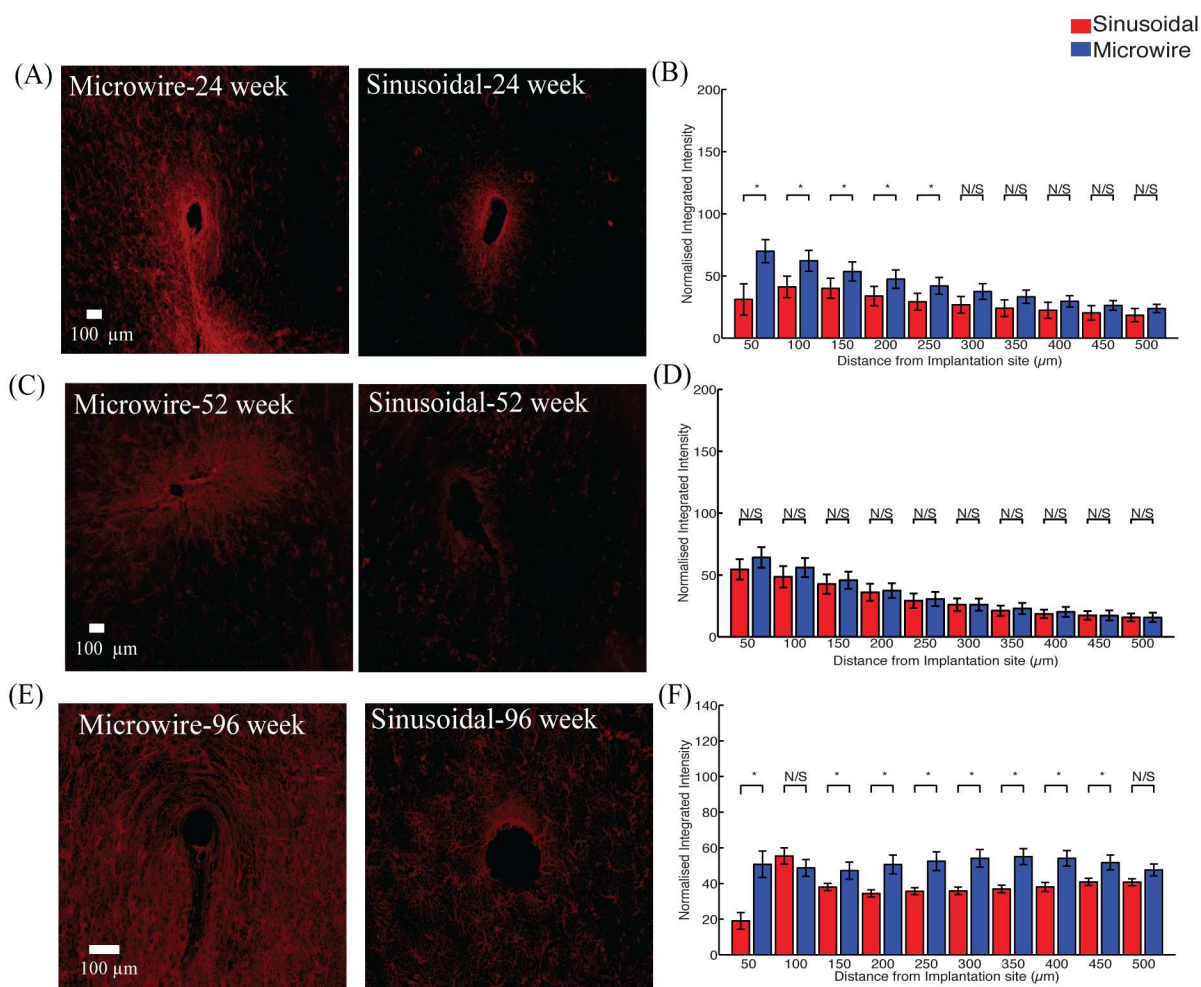 Sinusoidal
Microwire
(A)
Microwire-24 week
Sinusoidal-24 week
100 µm
(B)
200
150
100
50
0
Normalised Integrated Intensity
* * * * * N/S N/S N/S N/S N/S
50 100 150 200 250 300 350 400 450 500
Distance from Implantation site (µm)
(C)
Microwire-52 week
Sinusoidal-52 week
100 µm
(D)
200
150
100
50
0
Normalised Integrated Intensity
N/S N/S N/S N/S N/S N/S N/S N/S N/S N/S
50 100 150 200 250 300 350 400 450 500
Distance from Implantation site (µm)
(E)
Microwire-96 week
Sinusoidal-96 week
100 µm
(F)
140
120
100
80
60
40
20
0
Normalised Integrated Intensity
* N/S * * * * * * * N/S
50 100 150 200 250 300 350 400 450 500
Distance from Implantation site (µm)